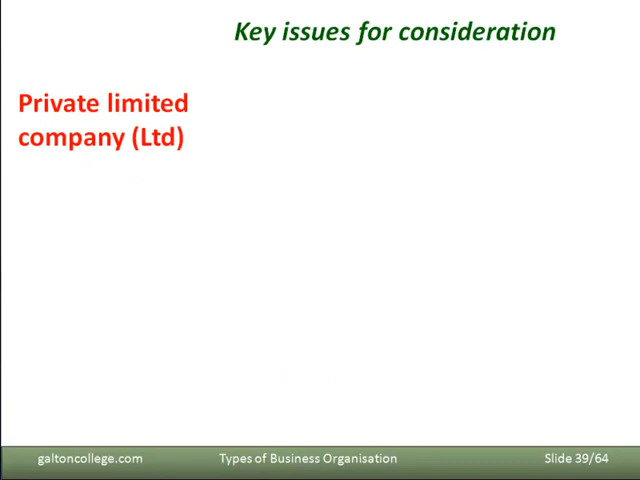 Key issues for consideration
Private limited
company (Ltd)
galtoncollege.com
Types of Business Organisation
Slide 39/64